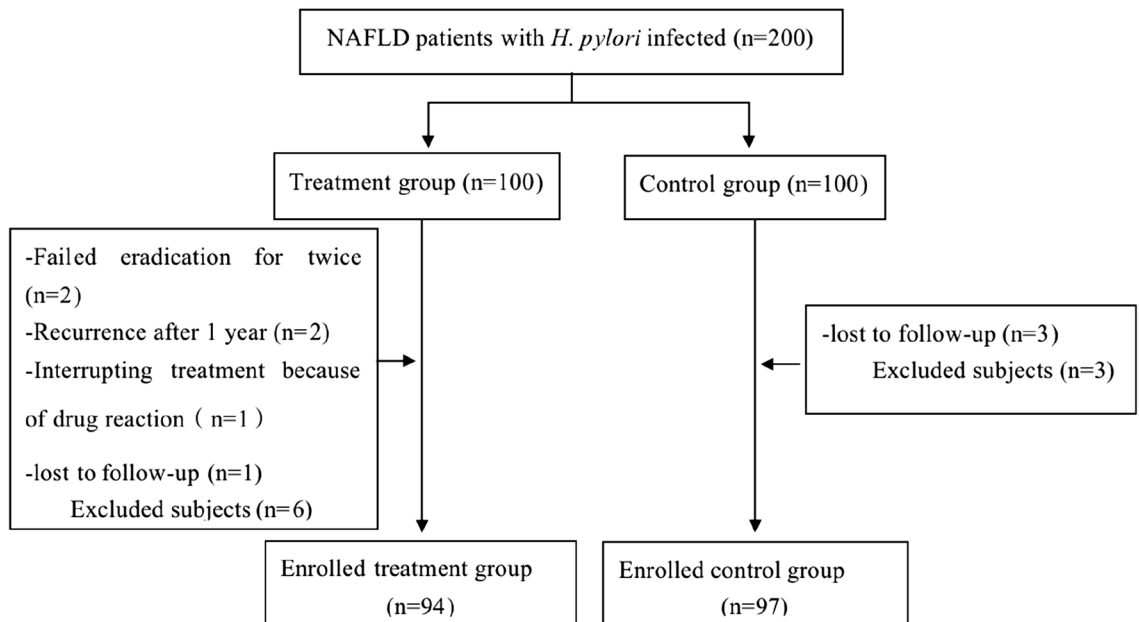 NAFLD patients with H. pylori infected (n=200)
Treatment group (n=100)
Control group (n=100)
-Failed eradication for twice
(n=2)
-Recurrence after 1 year (n=2)
-Interrupting treatment because
of drug reaction ( n=1 )
-lost to follow-up (n=1)
Excluded subjects (n=6)
-lost to follow-up (n=3)
Excluded subjects (n=3)
Enrolled treatment group
(n=94)
Enrolled control group
(n=97)